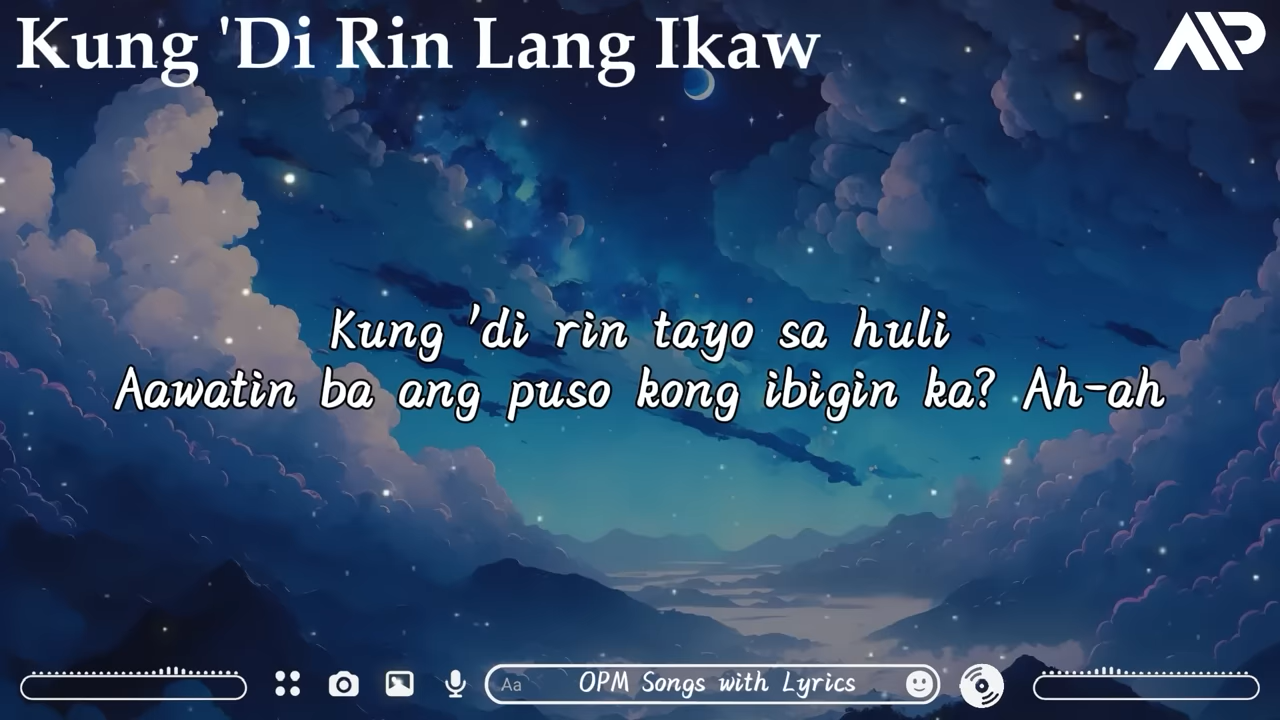 Kung 'Di Rin Lang Ikaw
AP
Kung 'di rin tayo sa huli
Aawatin ba ang puso kong ibigin ka? Ah-ah
Aa OPM Songs with Lyrics